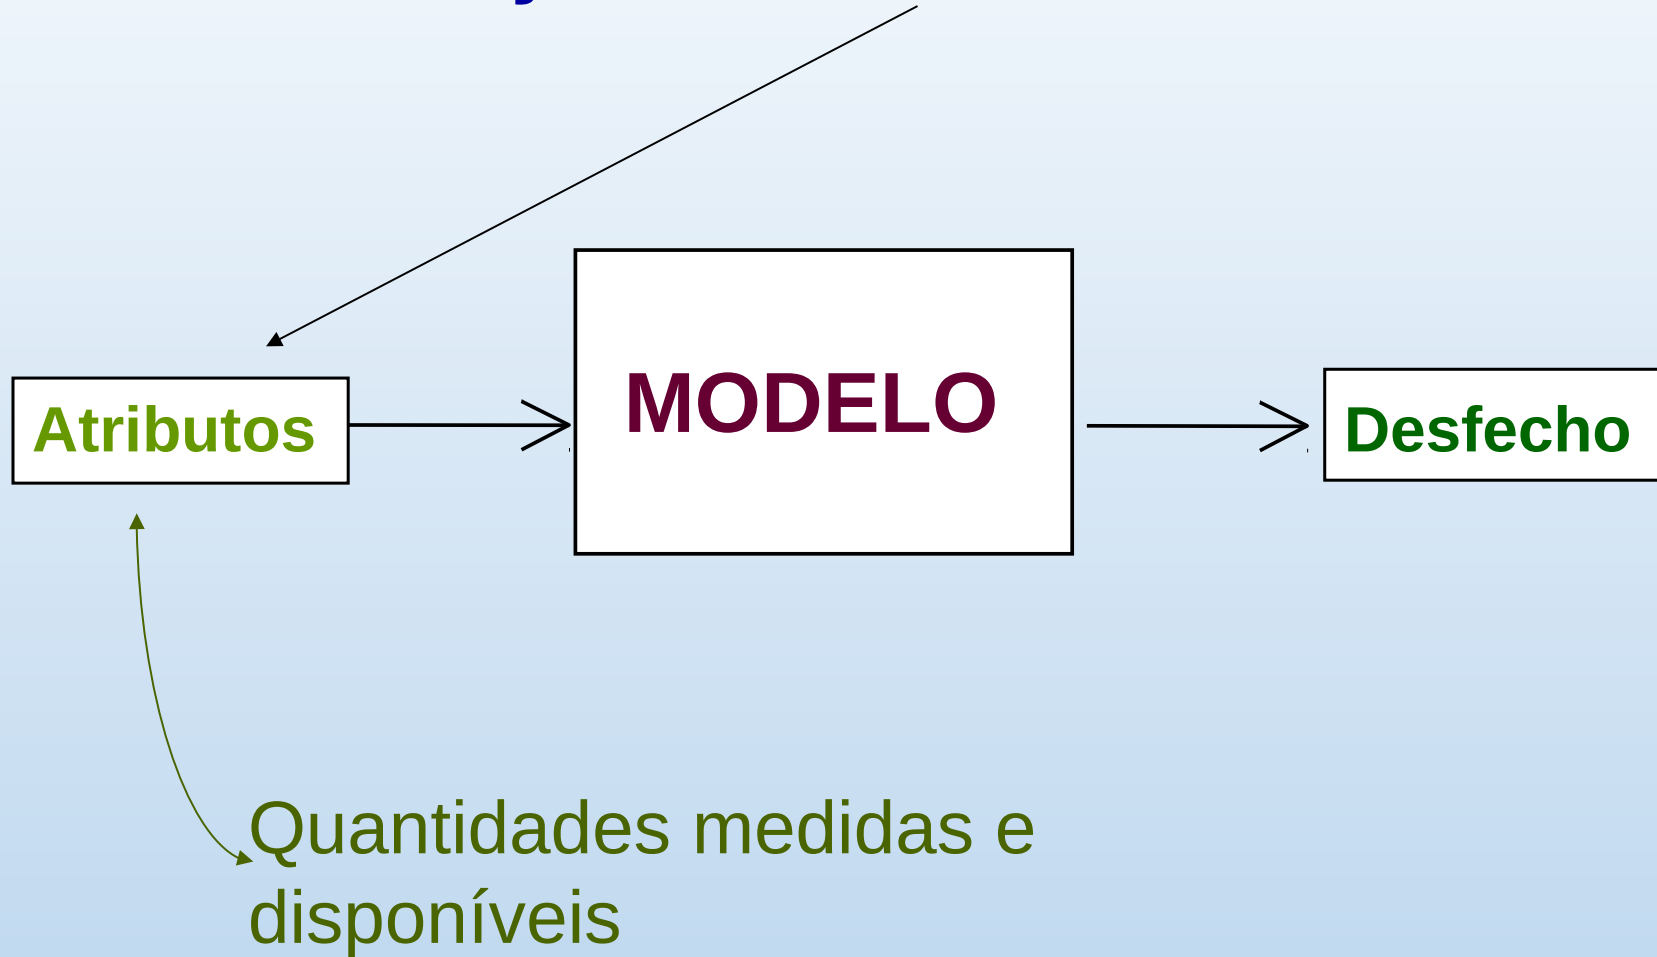 MODELO
Atributos
Desfecho
Quantidades medidas e
disponíveis